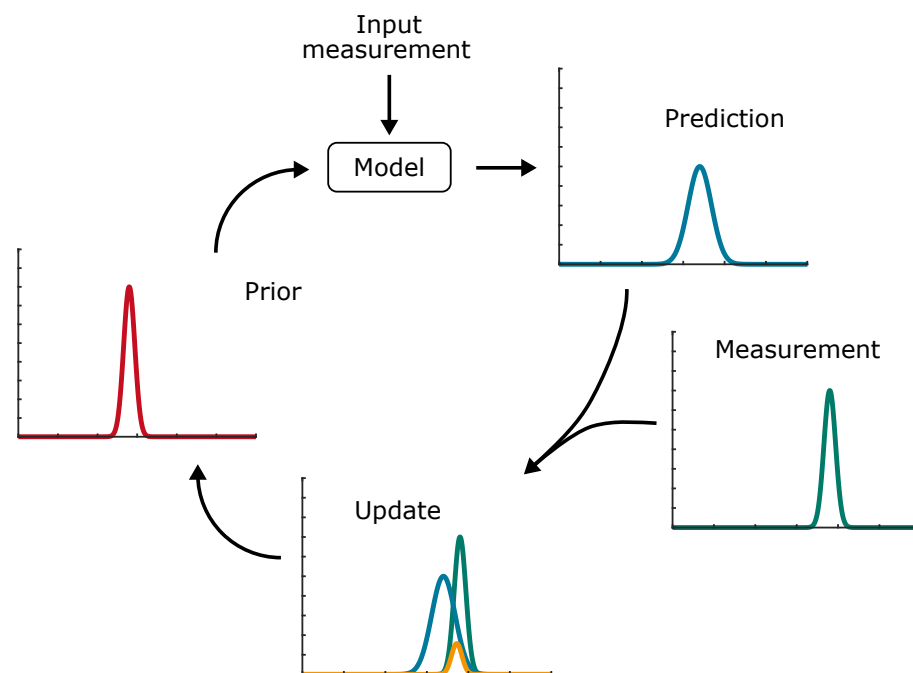 Input
measurement
Model
Prediction
Prior
Measurement
Update